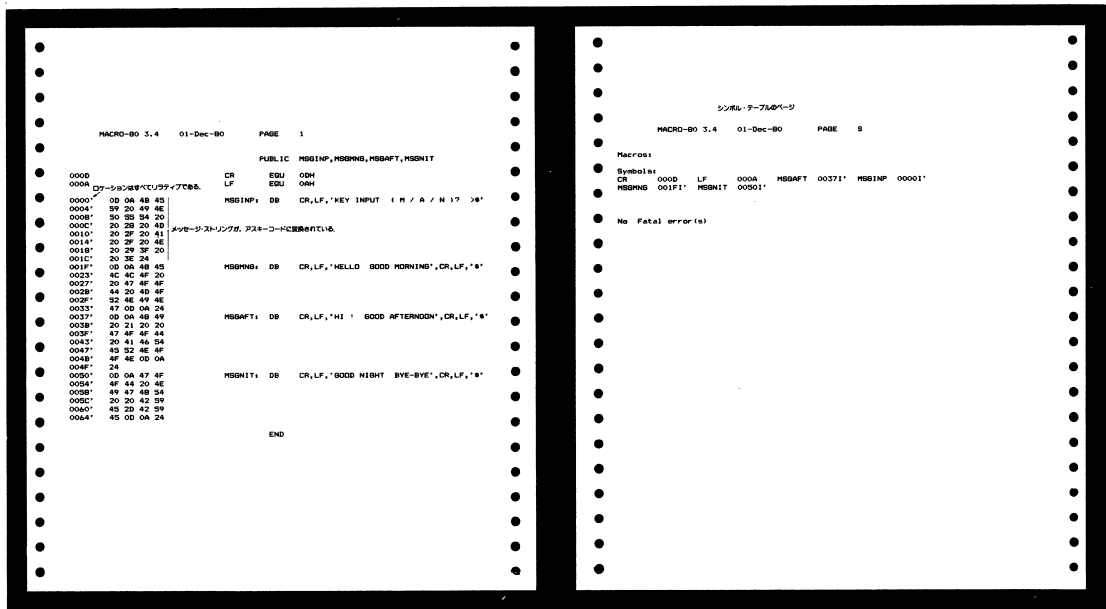 MACRO-80 3.4 01-Dec-80 PAGE 1
PUBLIC MSGINP,MSGMNG,MSGAFT,MSGNIT
000D CR EQU 0DH
000A LF EQU 0AH
ロケーションはすべてリラティブである.
0000' 0D 0A 4B 45 MSGINP: DB CR,LF,'KEY INPUT ( M / A / N )? >$'
0004' 59 20 49 4E
0008' 50 55 54 20
000C' 20 28 20 4D
メッセージ・ストリングが,アスキーコードに変換されている.
0010' 20 2F 20 41
0014' 20 2F 20 4E
0018' 20 29 3F 20
001C' 20 3E 24
001F' 0D 0A 48 45 MSGMNG: DB CR,LF,'HELLO GOOD MORNING',CR,LF,'$'
0023' 4C 4C 4F 20
0027' 20 47 4F 4F
002B' 44 20 4D 4F
002F' 52 4E 49 4E
0033' 47 0D 0A 24
0037' 0D 0A 48 49 MSGAFT: DB CR,LF,'HI ! GOOD AFTERNOON',CR,LF,'$'
003B' 20 21 20 20
003F' 47 4F 4F 44
0043' 20 41 46 54
0047' 45 52 4E 4F
004B' 4F 4E 0D 0A
004F' 24
0050' 0D 0A 47 4F MSGNIT: DB CR,LF,'GOOD NIGHT BYE-BYE',CR,LF,'$'
0054' 4F 44 20 4E
0058' 49 47 48 54
005C' 20 20 42 59
0060' 45 2D 42 59
0064' 45 0D 0A 24
END
シンボル・テーブルのページ
MACRO-80 3.4 01-Dec-80 PAGE S
Macros:
Symbols:
CR 000D LF 000A MSGAFT 0037I' MSGINP 0000I'
MSGMNG 001FI' MSGNIT 0050I'
No Fatal error(s)